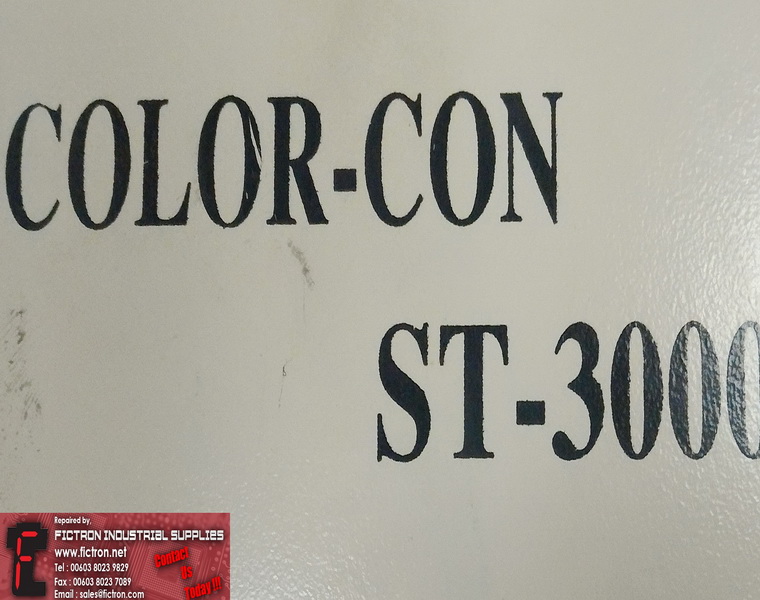 COLOR-CON
ST-3000
Repaired by,
FICTRON INDUSTRIAL SUPPLIES
www.fictron.net
Tel : 00603 8023 9829
Fax : 00603 8023 7089
Email : sales@fictron.com
Contact
Us
Today !!!